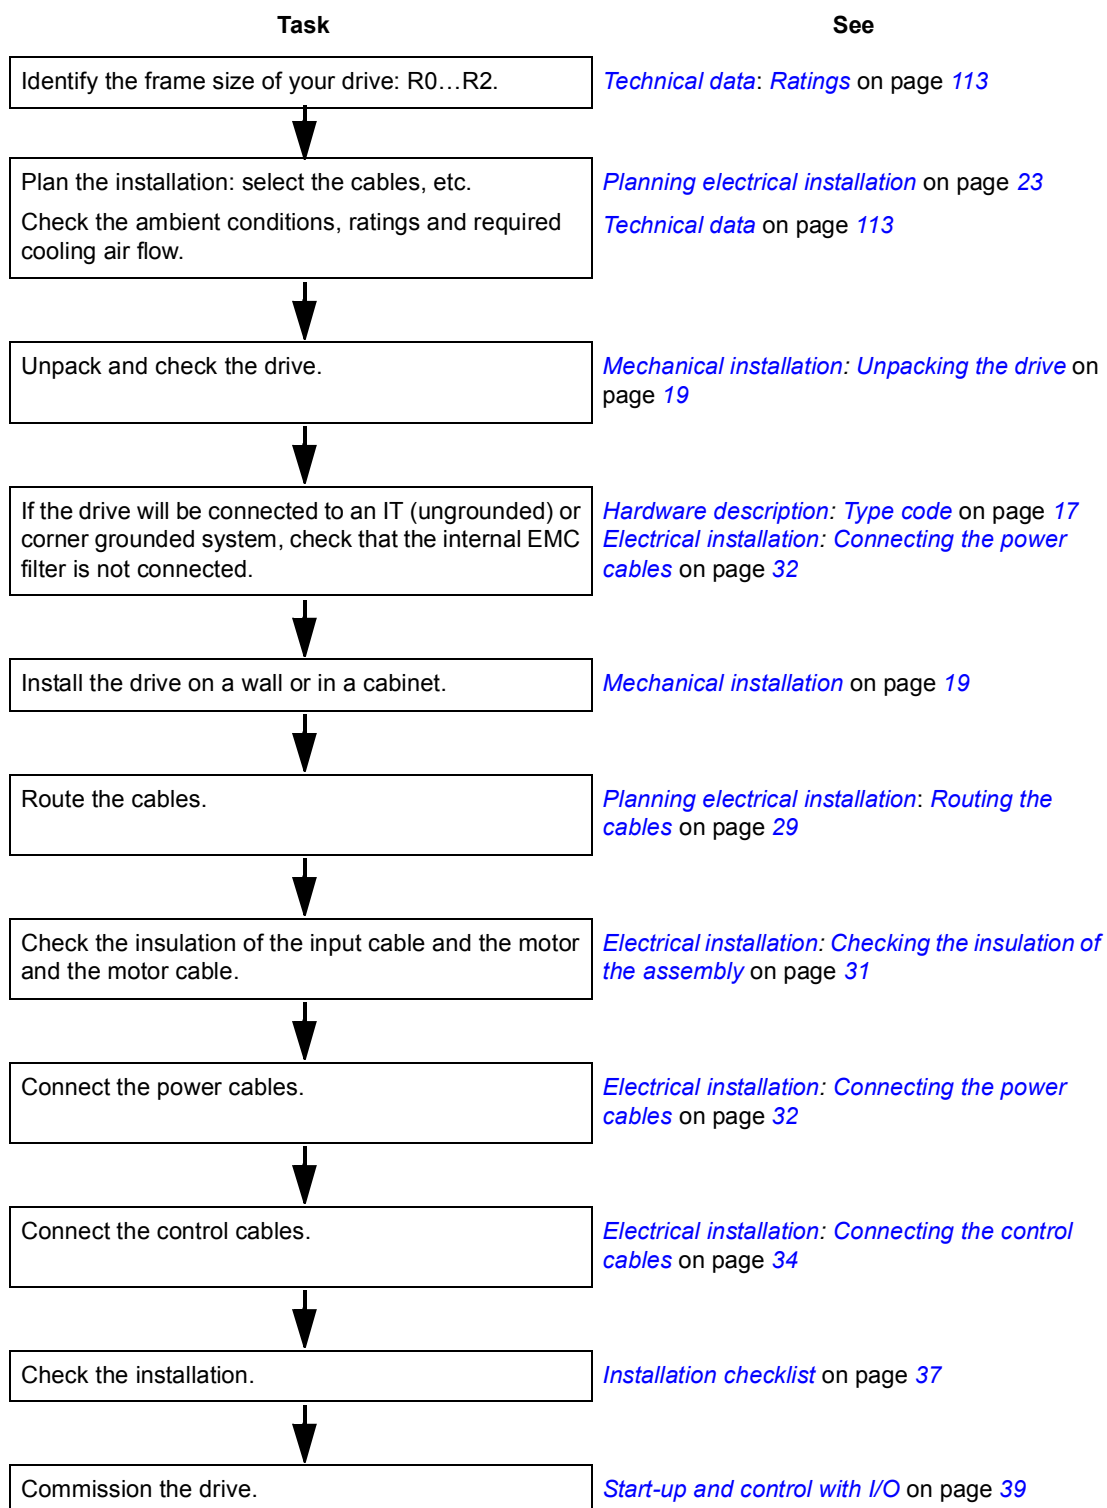 Task See
Identify the frame size of your drive: R0…R2.
Technical data: Ratings on page 113
Plan the installation: select the cables, etc.
Planning electrical installation on page 23
Check the ambient conditions, ratings and required
cooling air flow.
Technical data on page 113
Unpack and check the drive.
Mechanical installation: Unpacking the drive on
page 19
If the drive will be connected to an IT (ungrounded) or
corner grounded system, check that the internal EMC
filter is not connected.
Hardware description: Type code on page 17
Electrical installation: Connecting the power
cables on page 32
Install the drive on a wall or in a cabinet.
Mechanical installation on page 19
Route the cables.
Planning electrical installation: Routing the
cables on page 29
Check the insulation of the input cable and the motor
and the motor cable.
Electrical installation: Checking the insulation of
the assembly on page 31
Connect the power cables.
Electrical installation: Connecting the power
cables on page 32
Connect the control cables.
Electrical installation: Connecting the control
cables on page 34
Check the installation.
Installation checklist on page 37
Commission the drive.
Start-up and control with I/O on page 39